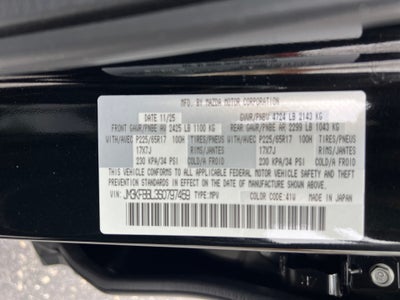 MFD. BY MAZDA MOTOR CORPORATION
DATE 11/25 GVWR/PNBV 4724 LB 2143 KG
FRONT GAWR/PNBE AV 2425 LB 1100 KG REAR GAWR/PNBE AR 2299 LB 1043 KG
WITH/AVEC P225/65R17 100H TIRES/PNEUS WITH/AVEC P225/65R17 100H TIRES/PNEUS
17X7J RIMS/JANTES 17X7J RIMS/JANTES
230 KPA/34 PSI COLD/A FROID 230 KPA/34 PSI COLD/A FROID
THIS VEHICLE CONFORMS TO ALL APPLICABLE FEDERAL MOTOR VEHICLE SAFETY AND THEFT PREVENTION STANDARDS IN EFFECT ON THE DATE OF MANUFACTURE SHOWN ABOVE.
VIN: TYPE:MPV COLOR CODE:41W MADE IN JAPAN